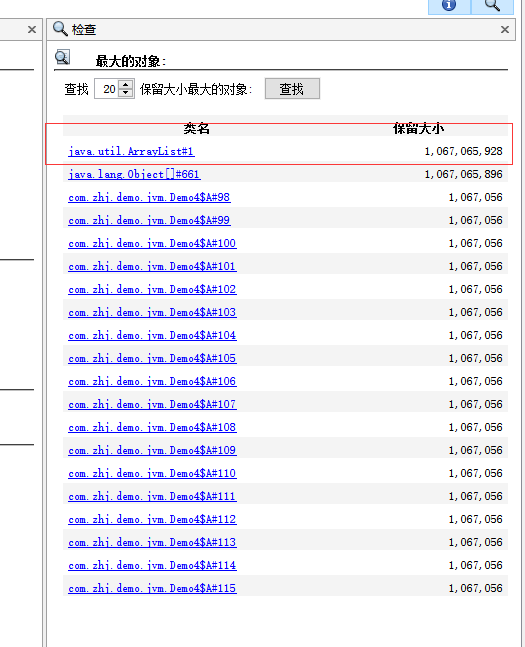 检查
最大的对象:
查找 20 保留大小最大的对象: 查找
类名 保留大小
java.util.ArrayList#1 1,067,065,928
java.lang.Object[]#661 1,067,065,896
com.zhj.demo.jvm.Demo4$A#98 1,067,056
com.zhj.demo.jvm.Demo4$A#99 1,067,056
com.zhj.demo.jvm.Demo4$A#100 1,067,056
com.zhj.demo.jvm.Demo4$A#101 1,067,056
com.zhj.demo.jvm.Demo4$A#102 1,067,056
com.zhj.demo.jvm.Demo4$A#103 1,067,056
com.zhj.demo.jvm.Demo4$A#104 1,067,056
com.zhj.demo.jvm.Demo4$A#105 1,067,056
com.zhj.demo.jvm.Demo4$A#106 1,067,056
com.zhj.demo.jvm.Demo4$A#107 1,067,056
com.zhj.demo.jvm.Demo4$A#108 1,067,056
com.zhj.demo.jvm.Demo4$A#109 1,067,056
com.zhj.demo.jvm.Demo4$A#110 1,067,056
com.zhj.demo.jvm.Demo4$A#111 1,067,056
com.zhj.demo.jvm.Demo4$A#112 1,067,056
com.zhj.demo.jvm.Demo4$A#113 1,067,056
com.zhj.demo.jvm.Demo4$A#114 1,067,056
com.zhj.demo.jvm.Demo4$A#115 1,067,056